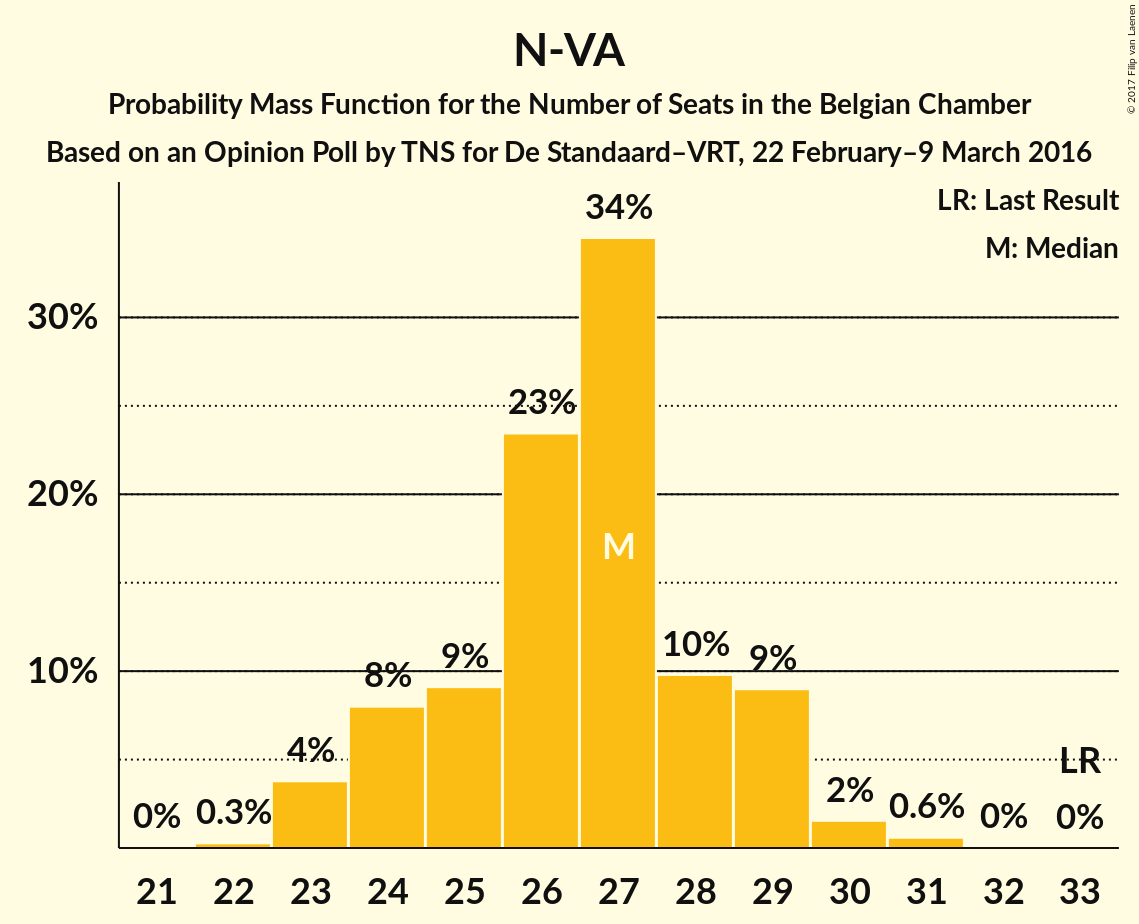 N-VA
Probability Mass Function for the Number of Seats in the Belgian Chamber
Based on an Opinion Poll by TNS for De Standaard–VRT, 22 February–9 March 2016
© 2017 Filip van Laenen
LR: Last Result
M: Median
34%
30%
23%
20%
M
10%
10%
9%
9%
8%
4%
LR
2%
0.6%
0.3%
0%
0%
0%
21 22 23 24 25 26 27 28 29 30 31 32 33